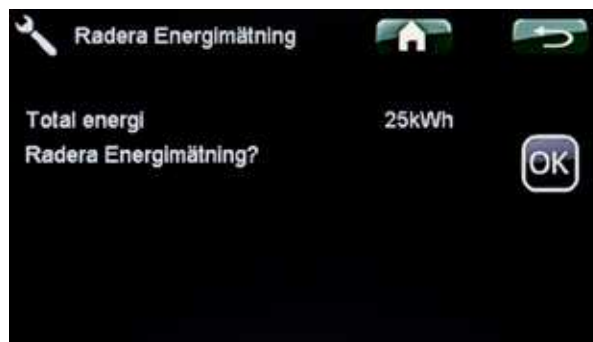 Radera Energimätning
Total energi 25kWh
Radera Energimätning?
OK